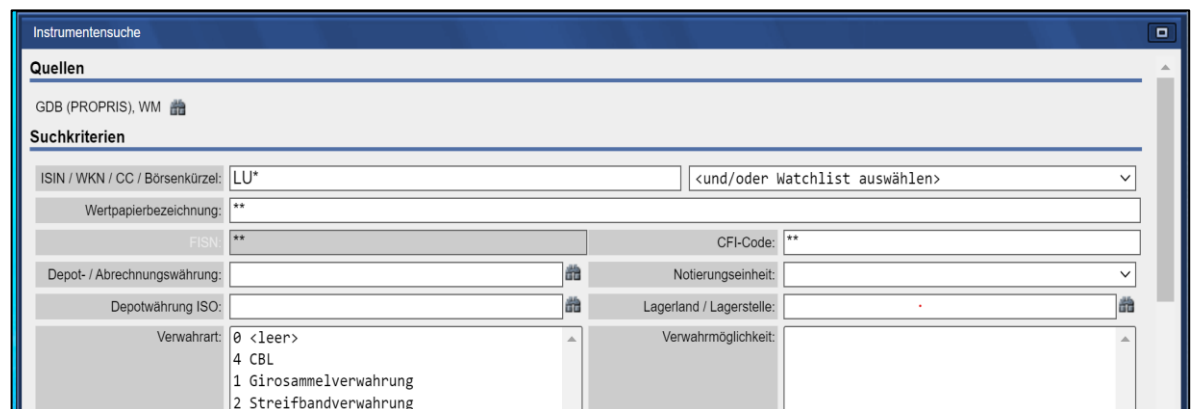 Instrumentensuche
Quellen
GDB (PROPRIS), WM
Suchkriterien
ISIN / WKN / CC / Börsenkürzel: LU* <und/oder Watchlist auswählen>
Wertpapierbezeichnung: **
FISN: ** CFI-Code: **
Depot- / Abrechnungswährung: Notierungseinheit:
Depotwährung ISO: Lagerland / Lagerstelle:
Verwahrart: 0 <leer> Verwahrmöglichkeit:
4 CBL
1 Girosammelverwahrung
2 Streifbandverwahrung